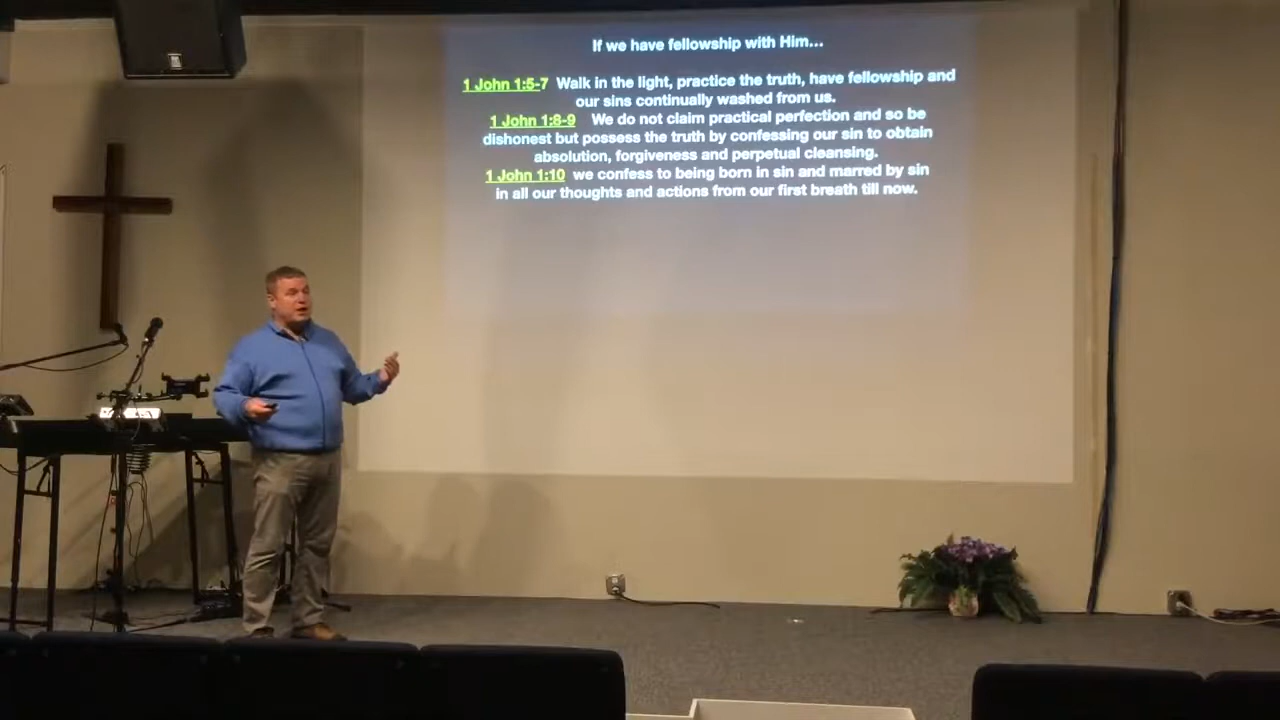 If we have fellowship with Him...
1 John 1:5-7 Walk in the light, practice the truth, have fellowship and
our sins continually washed from us.
1 John 1:8-9 We do not claim practical perfection and so be
dishonest but possess the truth by confessing our sin to obtain
absolution, forgiveness and perpetual cleansing.
1 John 1:10 we confess to being born in sin and marred by sin
in all our thoughts and actions from our first breath till now.